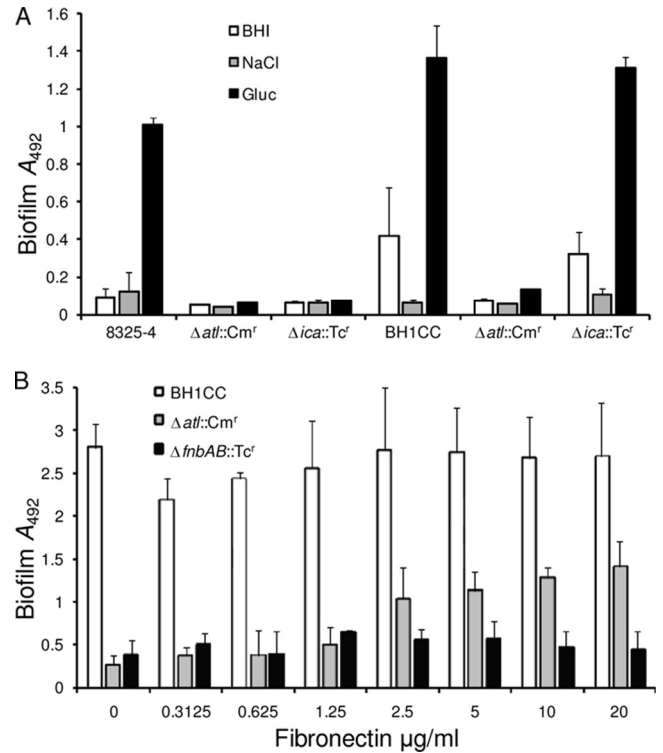 A
BHI
NaCl
Gluc
Biofilm A492
1.6
1.4
1.2
1
0.8
0.6
0.4
0.2
0
8325-4 Δatl::Cmʳ Δica::Tcʳ BH1CC Δatl::Cmʳ Δica::Tcʳ
B
BH1CC
Δatl::Cmʳ
ΔfnbAB::Tcʳ
Biofilm A492
3.5
3
2.5
2
1.5
1
0.5
0
0 0.3125 0.625 1.25 2.5 5 10 20
Fibronectin µg/ml